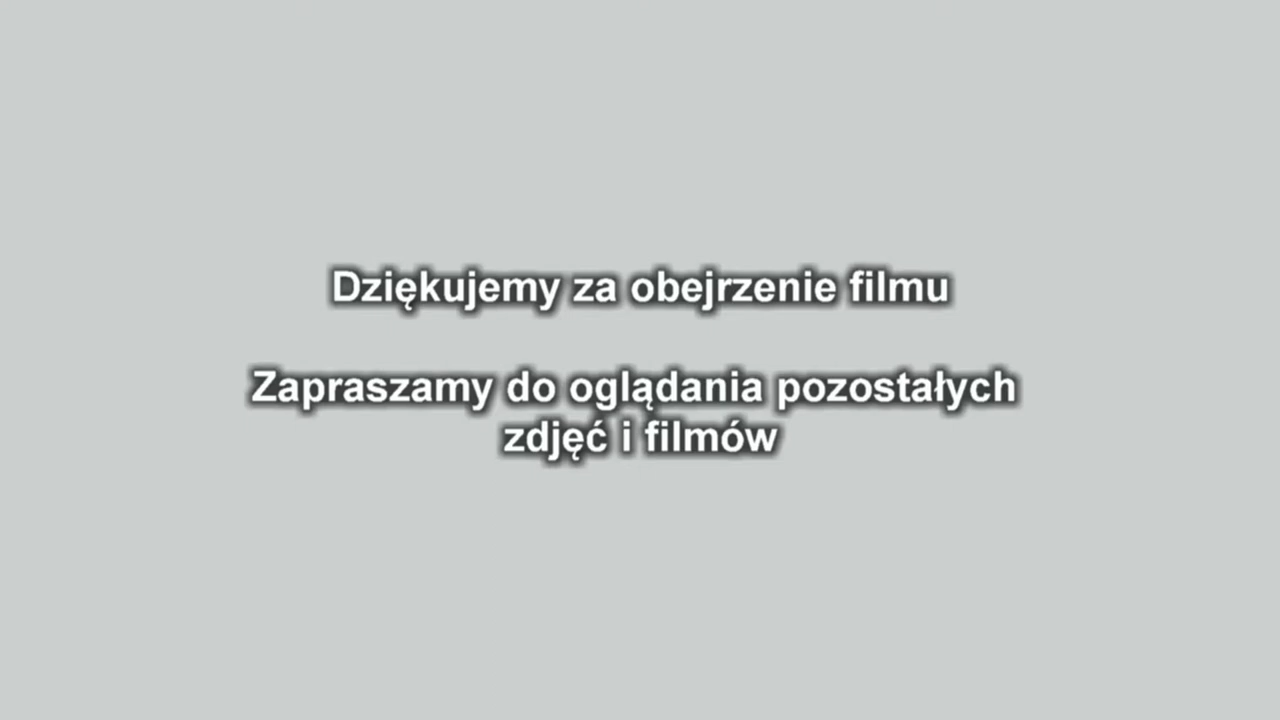 Dziękujemy za obejrzenie filmu
Zapraszamy do oglądania pozostałych
zdjęć i filmów